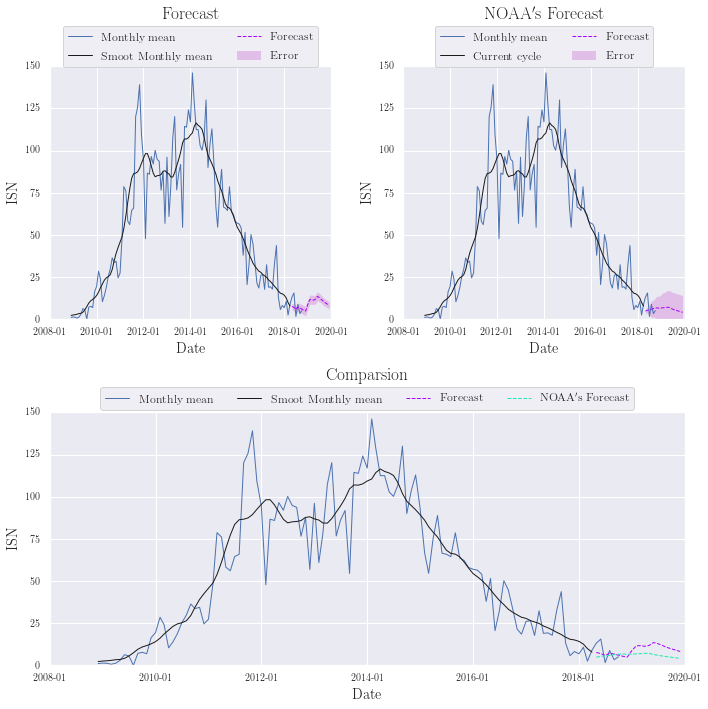 Forecast
Monthly mean
Smoot Monthly mean
Forecast
Error
ISN
150
125
100
75
50
25
0
2008-01
2010-01
2012-01
2014-01
2016-01
2018-01
2020-01
Date
NOAA's Forecast
Monthly mean
Current cycle
Forecast
Error
ISN
150
125
100
75
50
25
0
2008-01
2010-01
2012-01
2014-01
2016-01
2018-01
2020-01
Date
Comparsion
Monthly mean
Smoot Monthly mean
Forecast
NOAA's Forecast
ISN
150
125
100
75
50
25
0
2008-01
2010-01
2012-01
2014-01
2016-01
2018-01
2020-01
Date